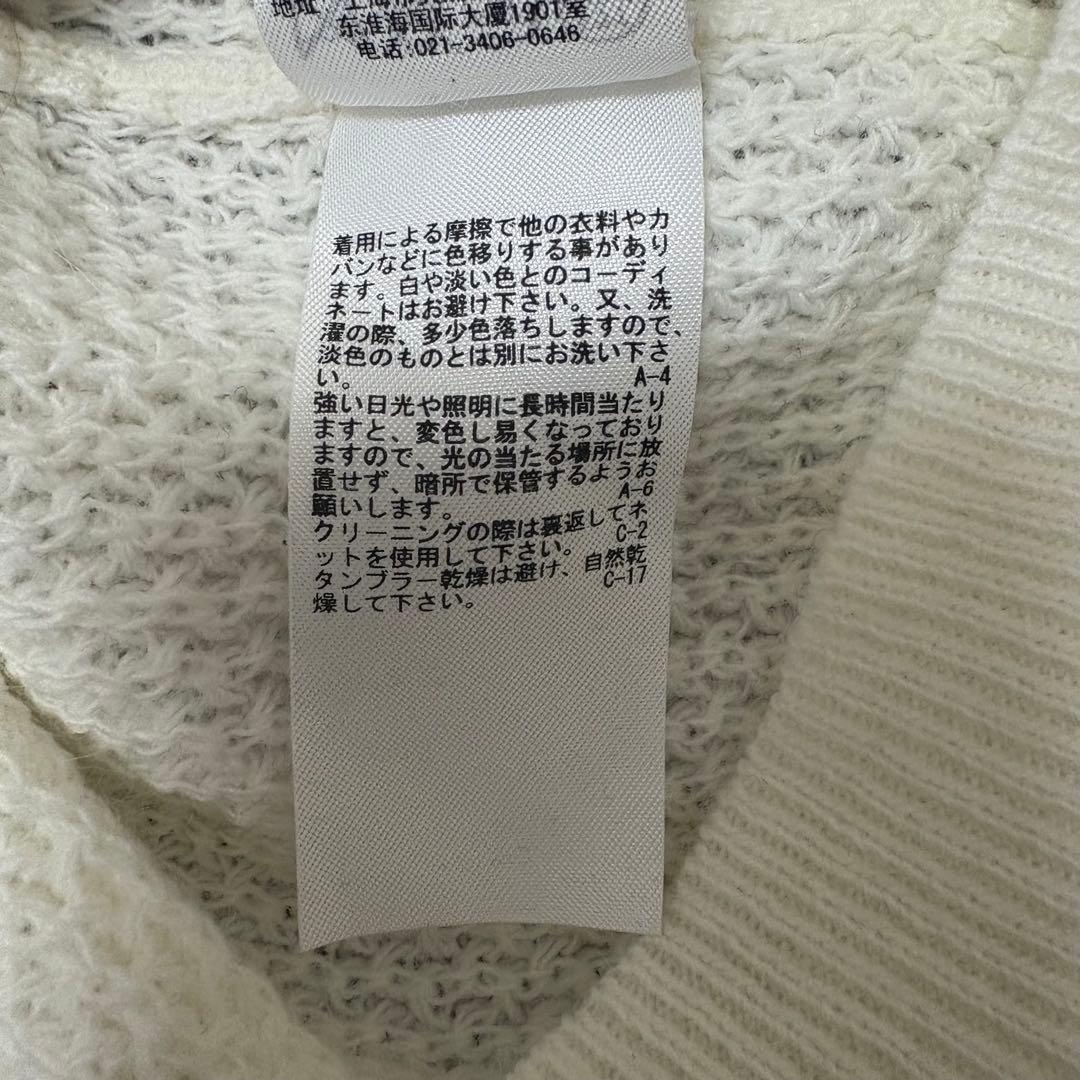 地址
东淮海国际大厦1901室
电话:021-3406-0646
着用による摩擦で他の衣料やカ
バンなどに色移りする事があり
ます。白や淡い色とのコーディ
ネートはお避け下さい。又、洗
濯の際、多少色落ちしますので、
淡色のものとは別にお洗い下さ
い。 A-4
強い日光や照明に長時間当たり
ますと、変色し易くなっており
ますので、光の当たる場所に放
置せず、暗所で保管するようお
願いします。 A-6
クリーニングの際は裏返してネ
ットを使用して下さい。 C-2
タンブラー乾燥は避け、自然乾
燥して下さい。 C-17